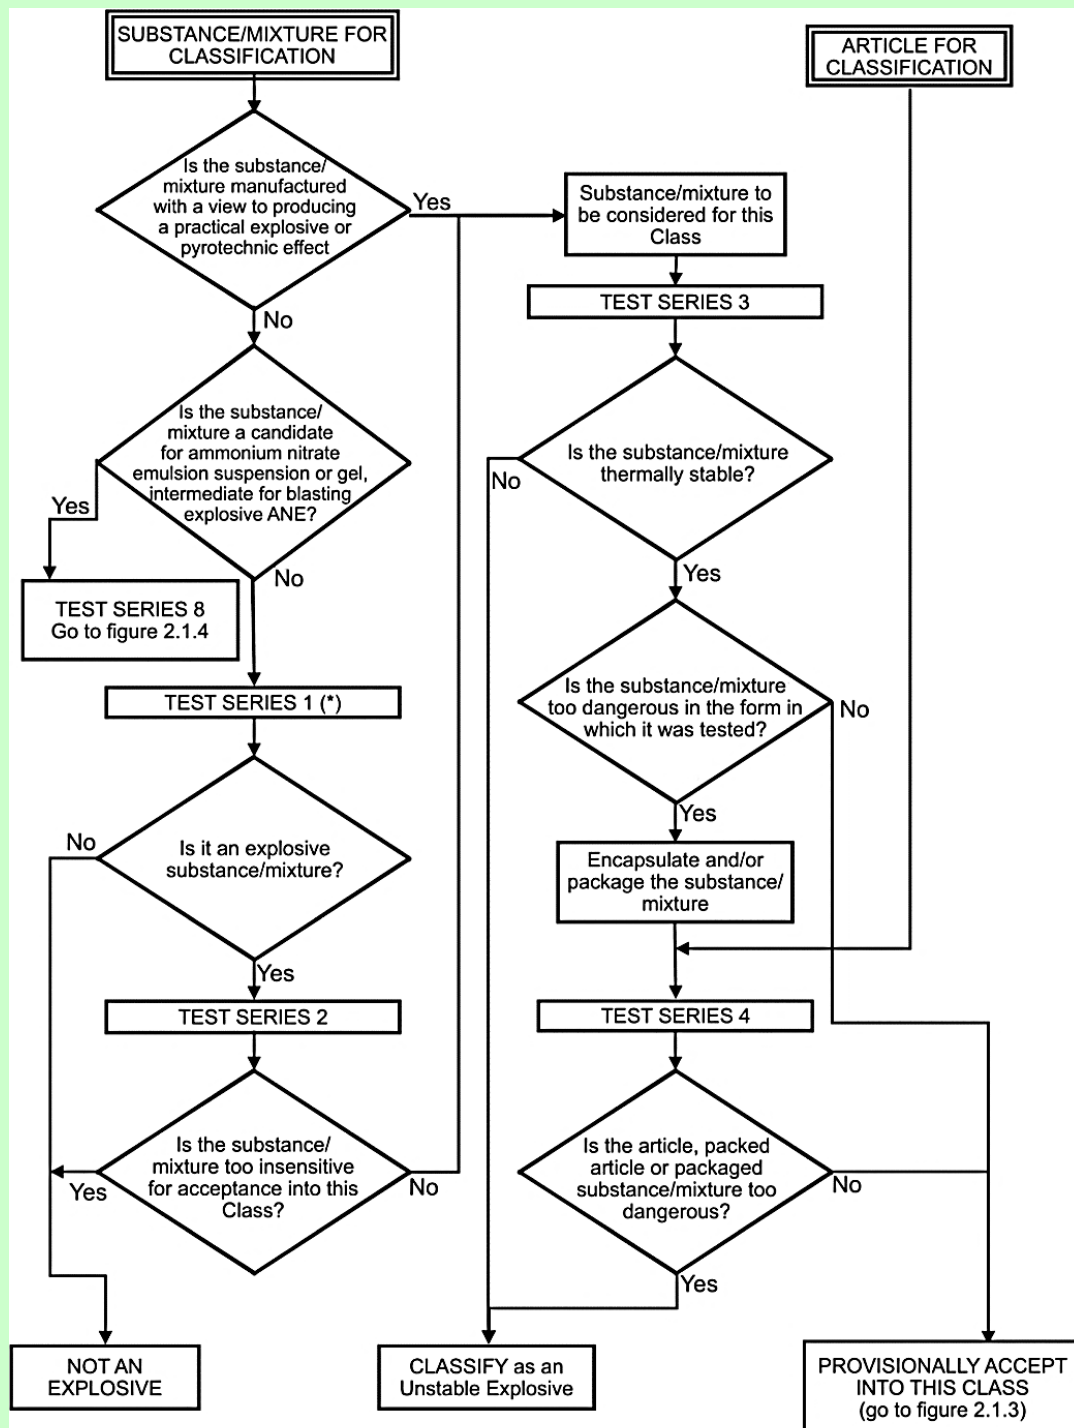 SUBSTANCE/MIXTURE FOR
CLASSIFICATION
ARTICLE FOR
CLASSIFICATION
Is the substance/
mixture manufactured
with a view to producing
a practical explosive or
pyrotechnic effect
Yes
No
Substance/mixture to
be considered for this
Class
TEST SERIES 3
Is the substance/
mixture a candidate
for ammonium nitrate
emulsion suspension or gel,
intermediate for blasting
explosive ANE?
Yes
No
TEST SERIES 8
Go to figure 2.1.4
Is the substance/mixture
thermally stable?
No
Yes
TEST SERIES 1 (*)
Is the substance/mixture
too dangerous in the form in
which it was tested?
No
Yes
Is it an explosive
substance/mixture?
No
Yes
Encapsulate and/or
package the substance/
mixture
TEST SERIES 2
TEST SERIES 4
Is the substance/
mixture too insensitive
for acceptance into this
Class?
Yes
No
Is the article, packed
article or packaged
substance/mixture too
dangerous?
No
Yes
NOT AN
EXPLOSIVE
CLASSIFY as an
Unstable Explosive
PROVISIONALLY ACCEPT
INTO THIS CLASS
(go to figure 2.1.3)